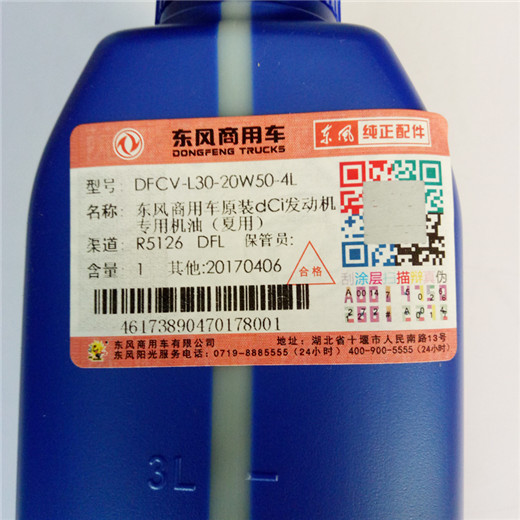 东风商用车
DONGFENG TRUCKS
东风 纯正配件
型号: DFCV-L30-20W50-4L
名称: 东风商用车原装dCi发动机
专用机油(夏用)
渠道: R5126 DFL 保管员:
含量: 1 其他:20170406
合格
刮涂层扫描辩真伪
46173890470178001
东风商用车有限公司
东风阳光服务电话: 0719-8885555 (24小时) 400-900-5555 (24小时)
地址: 湖北省十堰市人民南路13号
3L